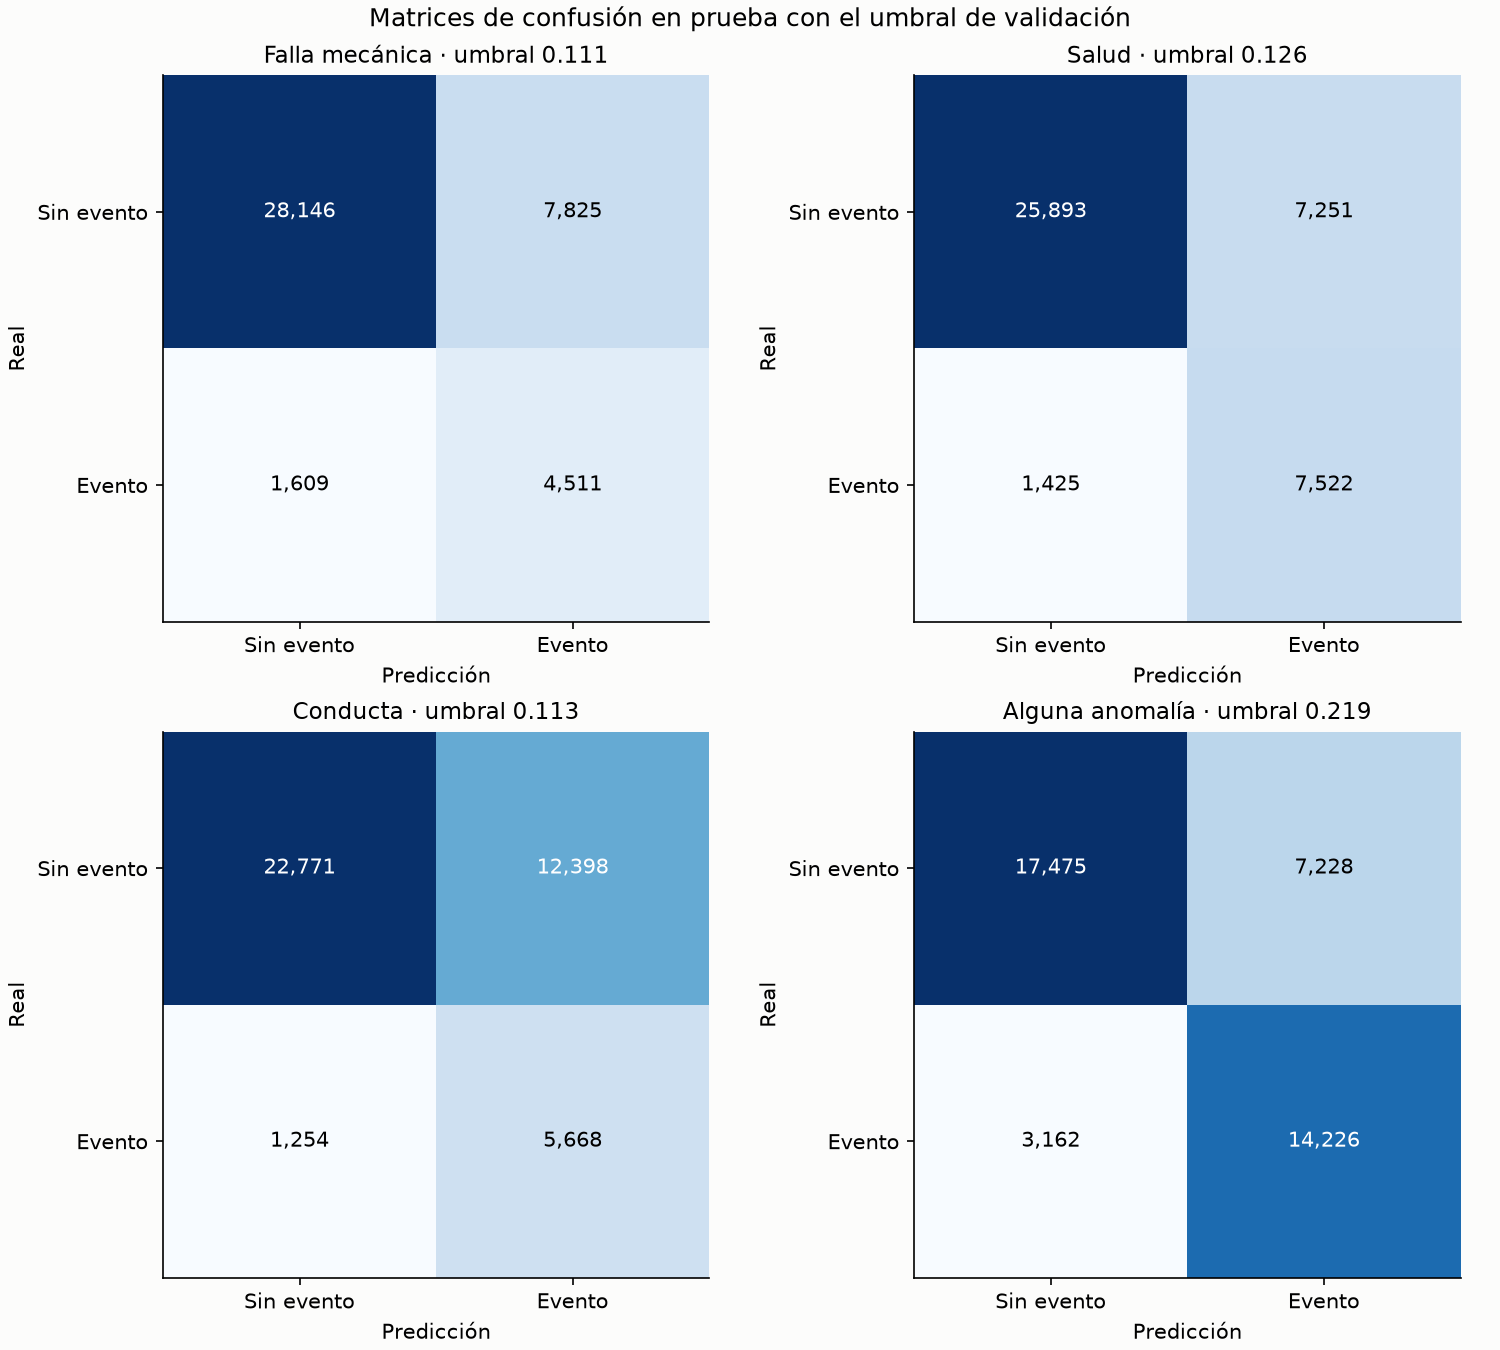 Matrices de confusión en prueba con el umbral de validación
Falla mecánica · umbral 0.111
Real
Sin evento
28,146
7,825
Evento
1,609
4,511
Sin evento
Evento
Predicción
Salud · umbral 0.126
Real
Sin evento
25,893
7,251
Evento
1,425
7,522
Sin evento
Evento
Predicción
Conducta · umbral 0.113
Real
Sin evento
22,771
12,398
Evento
1,254
5,668
Sin evento
Evento
Predicción
Alguna anomalía · umbral 0.219
Real
Sin evento
17,475
7,228
Evento
3,162
14,226
Sin evento
Evento
Predicción